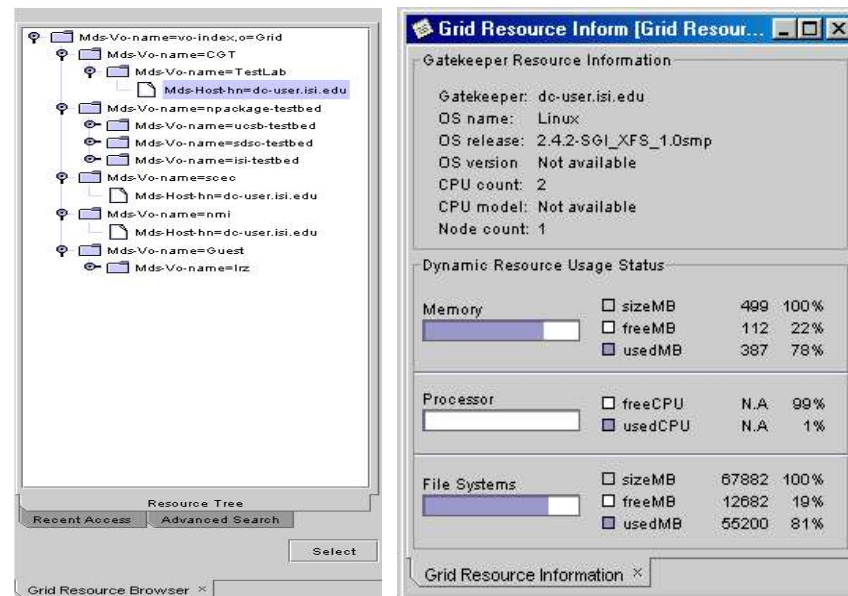 Mds-Vo-name=vo-index,o=Grid
Mds-Vo-name=CGT
Mds-Vo-name=TestLab
Mds-Host-hn=dc-user.isi.edu
Mds-Vo-name=npackage-testbed
Mds-Vo-name=ucsb-testbed
Mds-Vo-name=sdsc-testbed
Mds-Vo-name=isi-testbed
Mds-Vo-name=scec
Mds-Host-hn=dc-user.isi.edu
Mds-Vo-name=nmi
Mds-Host-hn=dc-user.isi.edu
Mds-Vo-name=Guest
Mds-Vo-name=lrz
Resource Tree
Recent Access Advanced Search
Select
Grid Resource Browser ×
Grid Resource Inform [Grid Resour...
Gatekeeper Resource Information
Gatekeeper: dc-user.isi.edu
OS name: Linux
OS release: 2.4.2-SGI_XFS_1.0smp
OS version Not available
CPU count: 2
CPU model: Not available
Node count: 1
Dynamic Resource Usage Status
Memory
sizeMB 499 100%
freeMB 112 22%
usedMB 387 78%
Processor
freeCPU N.A 99%
usedCPU N.A 1%
File Systems
sizeMB 67882 100%
freeMB 12682 19%
usedMB 55200 81%
Grid Resource Information ×